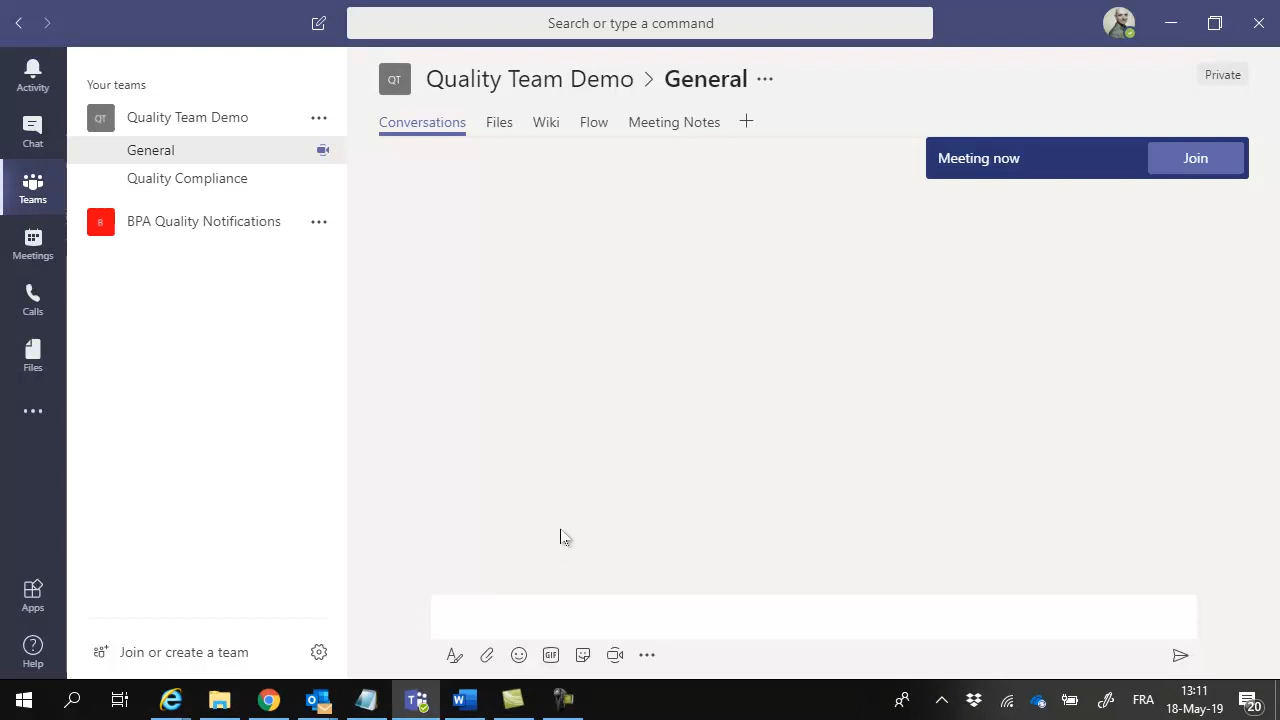 Search or type a command
Activity
Chat
Teams
Meetings
Calls
Files
Apps
Help
Your teams
QT
Quality Team Demo
General
Quality Compliance
B
BPA Quality Notifications
Join or create a team
QT
Quality Team Demo > General
Private
Conversations
Files
Wiki
Flow
Meeting Notes
Meeting now
Join
GIF
FRA
13:11
18-May-19
20